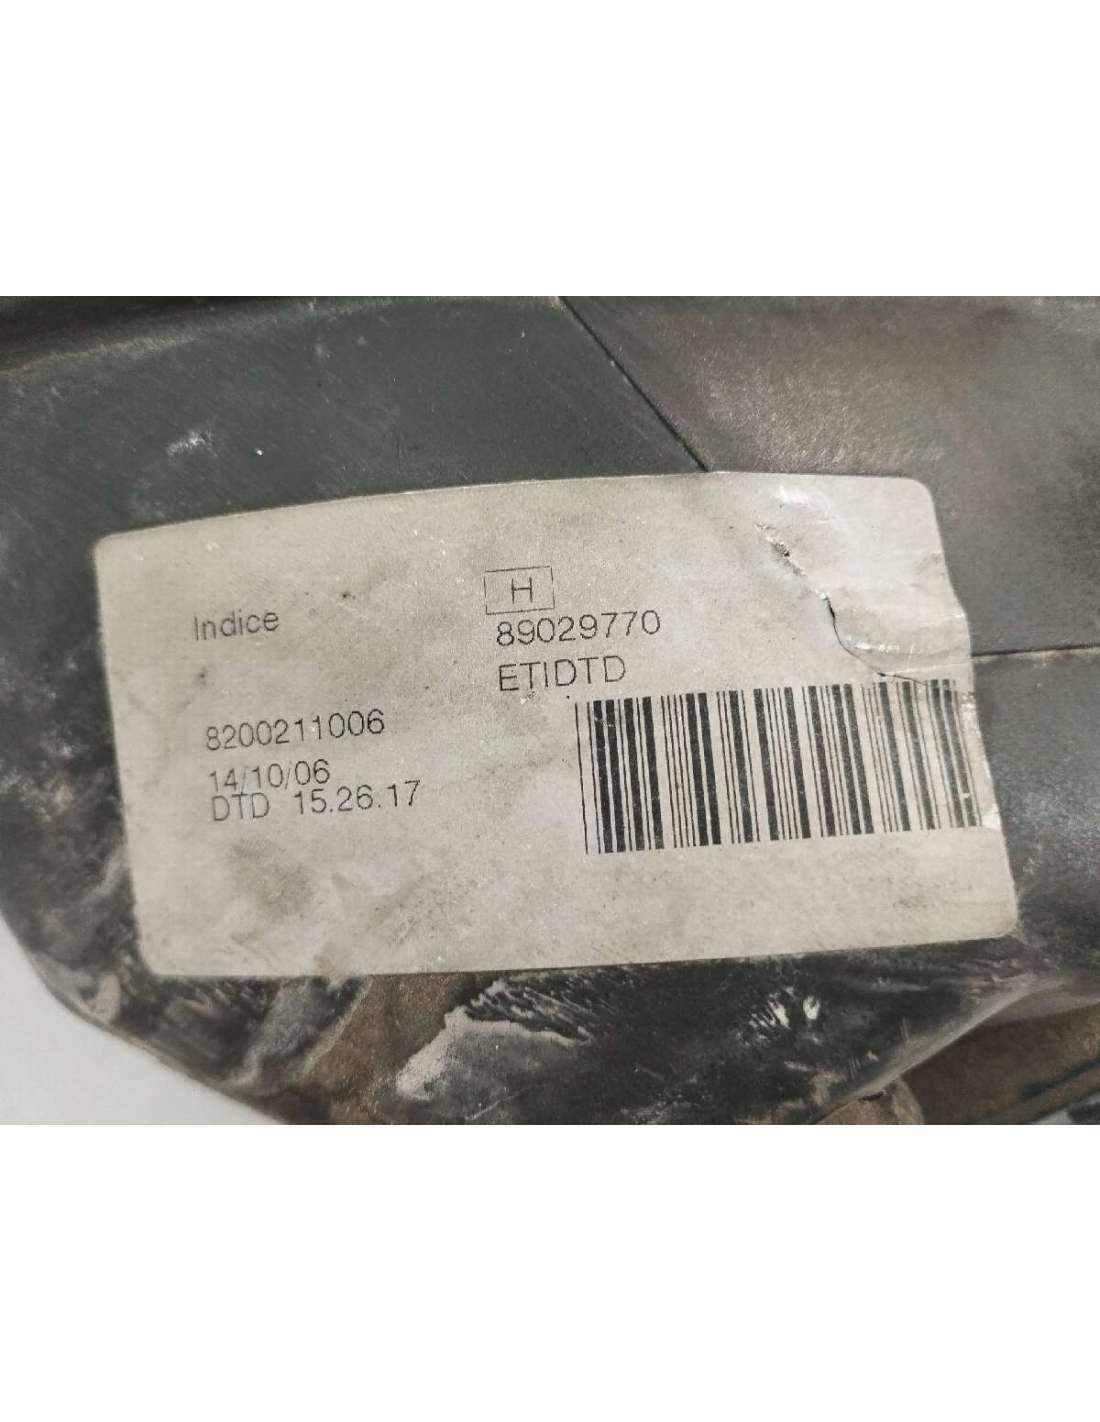 Indice
H
89029770
ETIDTD
8200211006
14/10/06
DTD 15.26.17